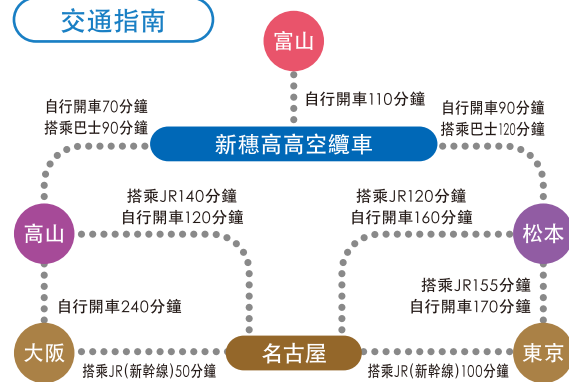 交通指南
富山
自行開車110分鐘
自行開車70分鐘
搭乘巴士90分鐘
自行開車90分鐘
搭乘巴士120分鐘
新穗高高空纜車
搭乘JR140分鐘
自行開車120分鐘
搭乘JR120分鐘
自行開車160分鐘
高山
松本
自行開車240分鐘
搭乘JR155分鐘
自行開車170分鐘
大阪
名古屋
東京
搭乘JR(新幹線)50分鐘
搭乘JR(新幹線)100分鐘